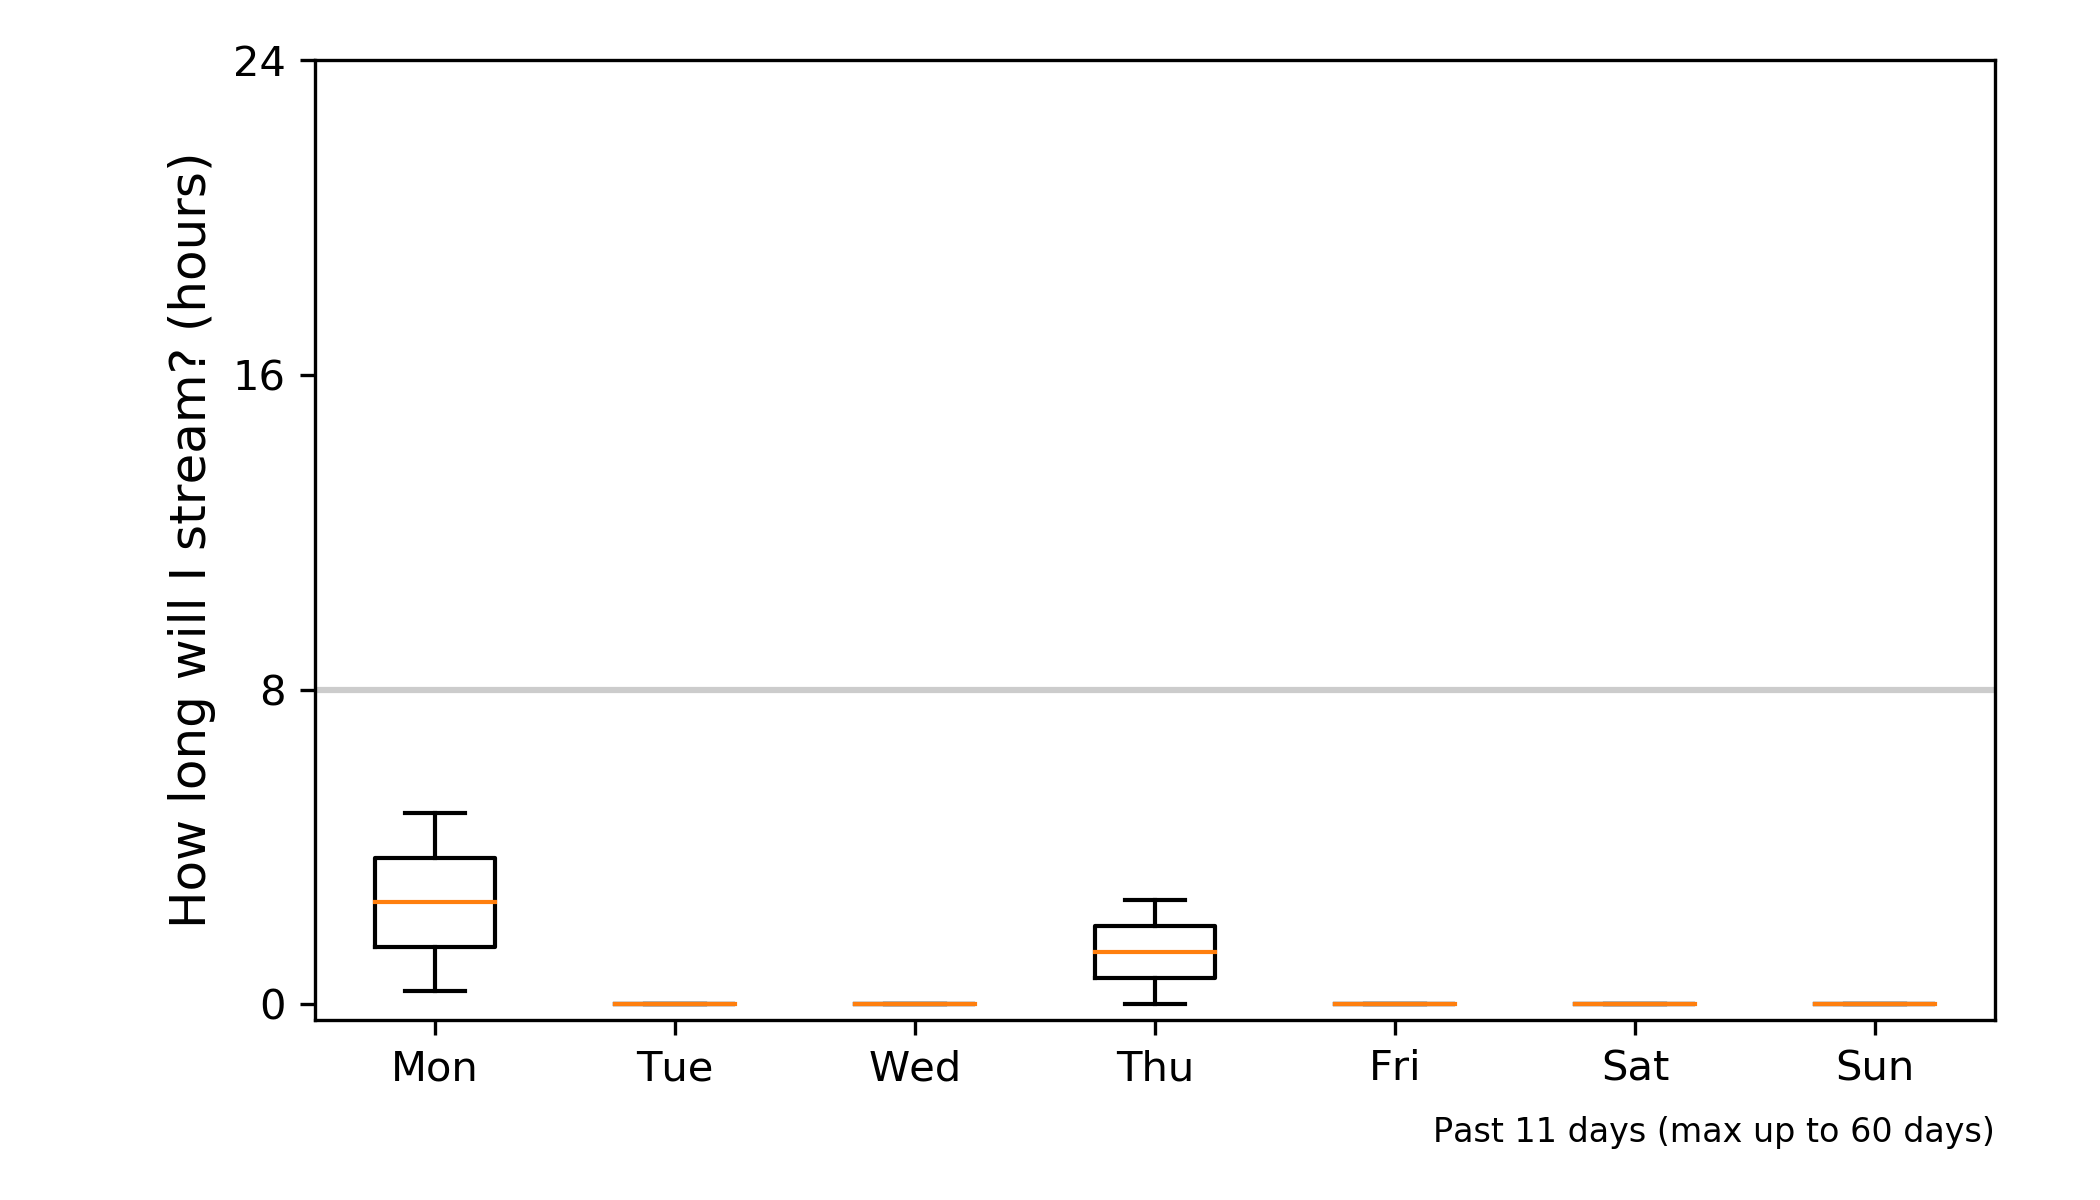 How long will I stream? (hours)
24
16
8
0
Mon Tue Wed Thu Fri Sat Sun
Past 11 days (max up to 60 days)